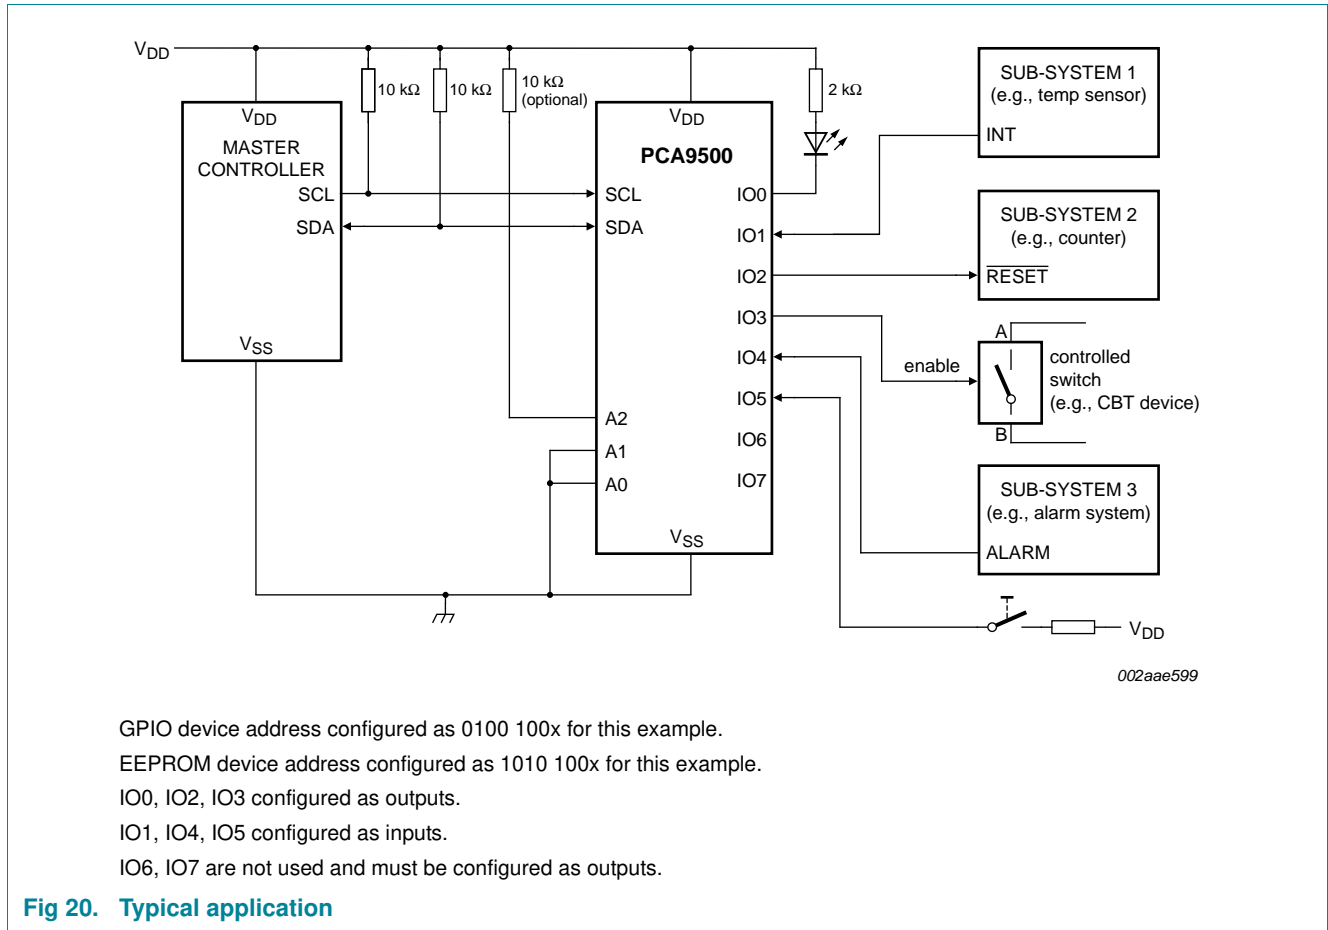 VDD
10 kΩ
10 kΩ
10 kΩ
(optional)
2 kΩ
VDD
MASTER
CONTROLLER
SCL
SDA
VSS
VDD
PCA9500
SCL
SDA
A2
A1
A0
VSS
IO0
IO1
IO2
IO3
IO4
IO5
IO6
IO7
SUB-SYSTEM 1
(e.g., temp sensor)
INT
SUB-SYSTEM 2
(e.g., counter)
RESET
A
enable
B
controlled
switch
(e.g., CBT device)
SUB-SYSTEM 3
(e.g., alarm system)
ALARM
VDD
002aae599
GPIO device address configured as 0100 100x for this example.
EEPROM device address configured as 1010 100x for this example.
IO0, IO2, IO3 configured as outputs.
IO1, IO4, IO5 configured as inputs.
IO6, IO7 are not used and must be configured as outputs.
Fig 20. Typical application